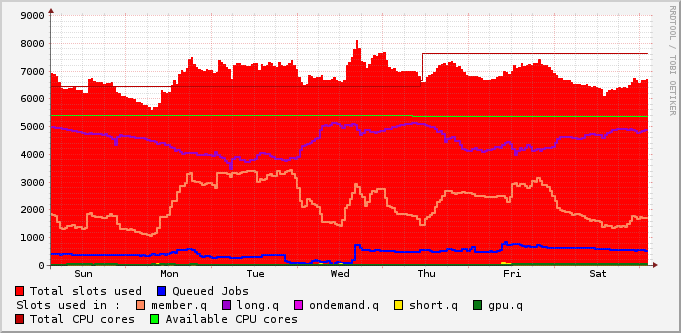 9000
8000
7000
6000
5000
4000
3000
2000
1000
0
Sun Mon Tue Wed Thu Fri Sat
RRDTOOL / TOBI OETIKER
Total slots used Queued Jobs
Slots used in : member.q long.q ondemand.q short.q gpu.q
Total CPU cores Available CPU cores